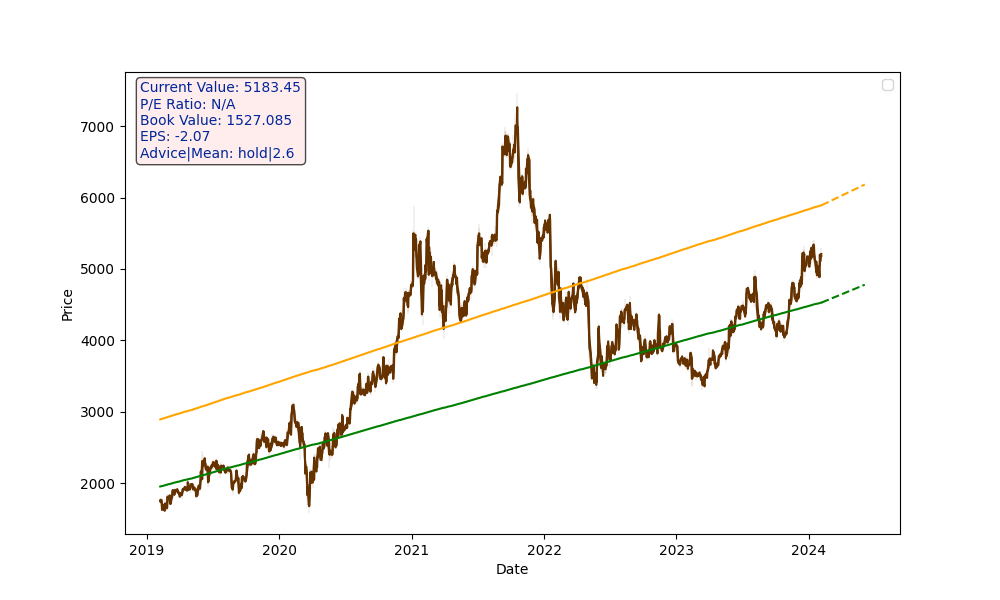 Current Value: 5183.45
P/E Ratio: N/A
Book Value: 1527.085
EPS: -2.07
Advice|Mean: hold|2.6
7000
6000
5000
4000
3000
2000
Price
2019 2020 2021 2022 2023 2024
Date